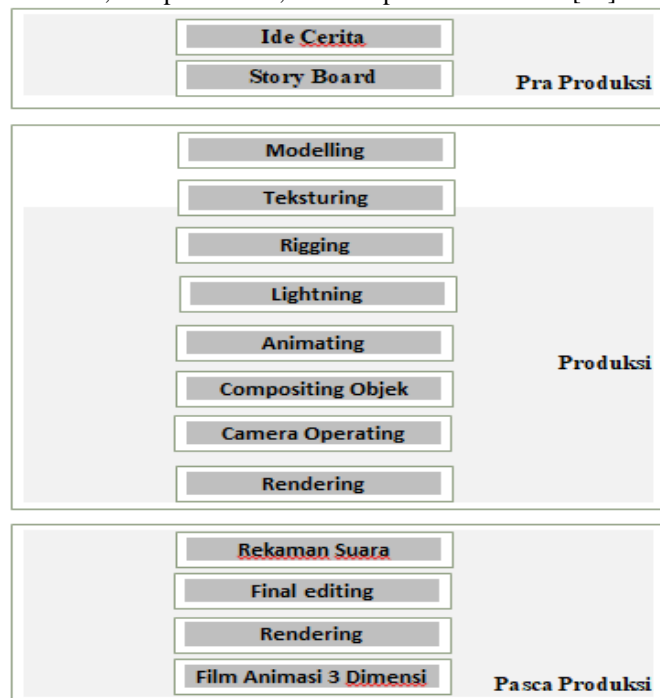 Ide Cerita
Story Board
Pra Produksi
Modelling
Teksturing
Rigging
Lightning
Animating
Produksi
Compositing Objek
Camera Operating
Rendering
Rekaman Suara
Final editing
Rendering
Film Animasi 3 Dimensi
Pasca Produksi